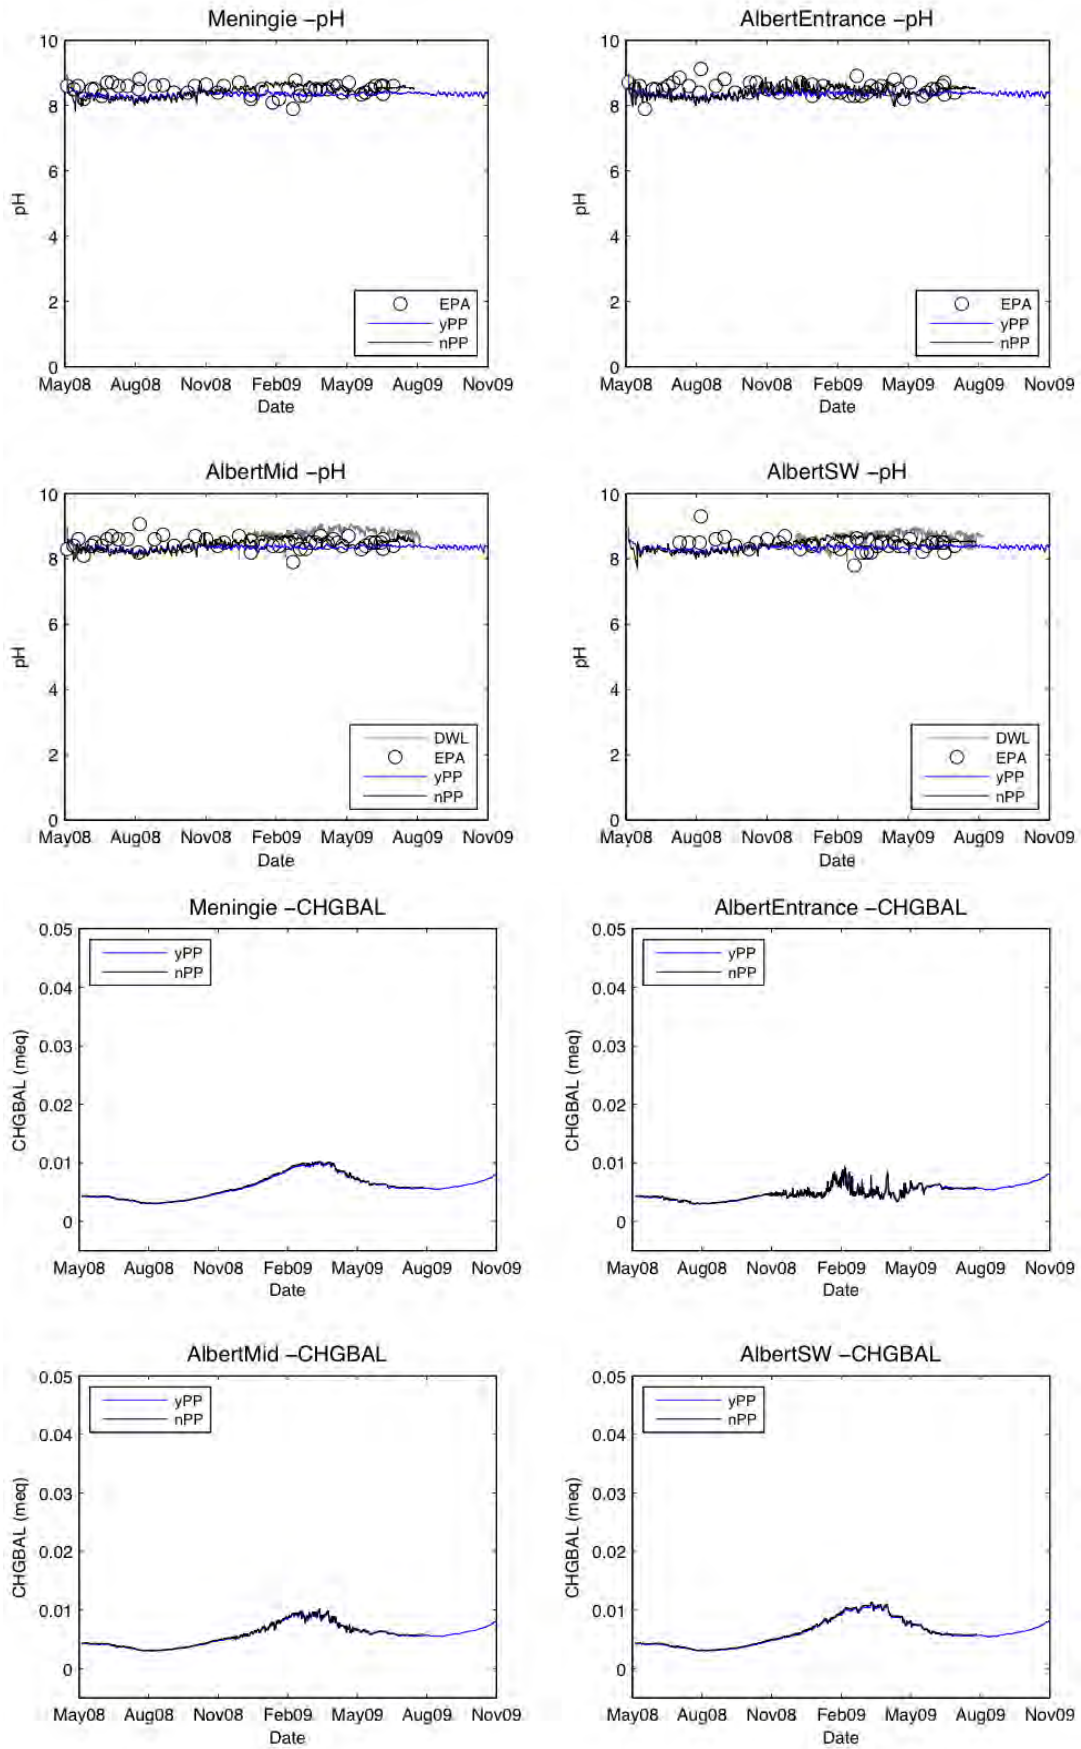 Meningie –pH
10
8
6
4
2
0
pH
EPA
yPP
nPP
May08 Aug08 Nov08 Feb09 May09 Aug09 Nov09
Date
AlbertEntrance –pH
10
8
6
4
2
0
pH
EPA
yPP
nPP
May08 Aug08 Nov08 Feb09 May09 Aug09 Nov09
Date
AlbertMid –pH
10
8
6
4
2
0
pH
DWL
EPA
yPP
nPP
May08 Aug08 Nov08 Feb09 May09 Aug09 Nov09
Date
AlbertSW –pH
10
8
6
4
2
0
pH
DWL
EPA
yPP
nPP
May08 Aug08 Nov08 Feb09 May09 Aug09 Nov09
Date
Meningie –CHGBAL
0.05
0.04
0.03
0.02
0.01
0
CHGBAL (meq)
yPP
nPP
May08 Aug08 Nov08 Feb09 May09 Aug09 Nov09
Date
AlbertEntrance –CHGBAL
0.05
0.04
0.03
0.02
0.01
0
CHGBAL (meq)
yPP
nPP
May08 Aug08 Nov08 Feb09 May09 Aug09 Nov09
Date
AlbertMid –CHGBAL
0.05
0.04
0.03
0.02
0.01
0
CHGBAL (meq)
yPP
nPP
May08 Aug08 Nov08 Feb09 May09 Aug09 Nov09
Date
AlbertSW –CHGBAL
0.05
0.04
0.03
0.02
0.01
0
CHGBAL (meq)
yPP
nPP
May08 Aug08 Nov08 Feb09 May09 Aug09 Nov09
Date